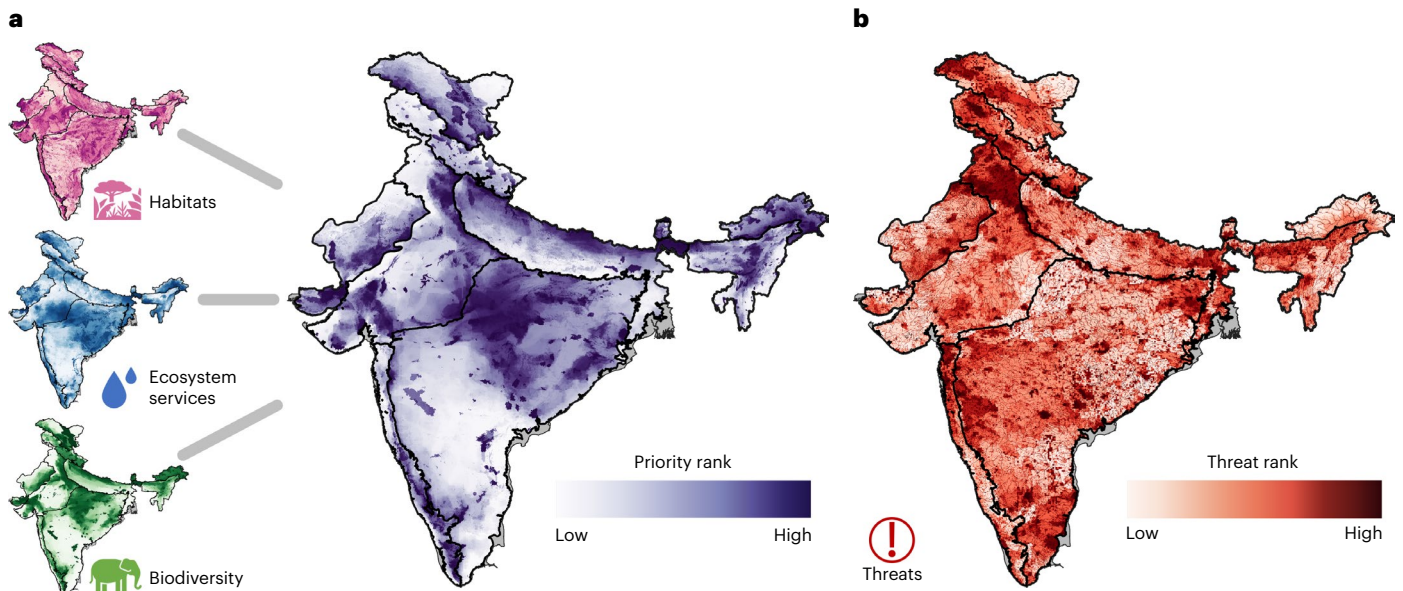 a
Habitats
Ecosystem
services
Biodiversity
Priority rank
Low
High
b
Threats
Threat rank
Low
High